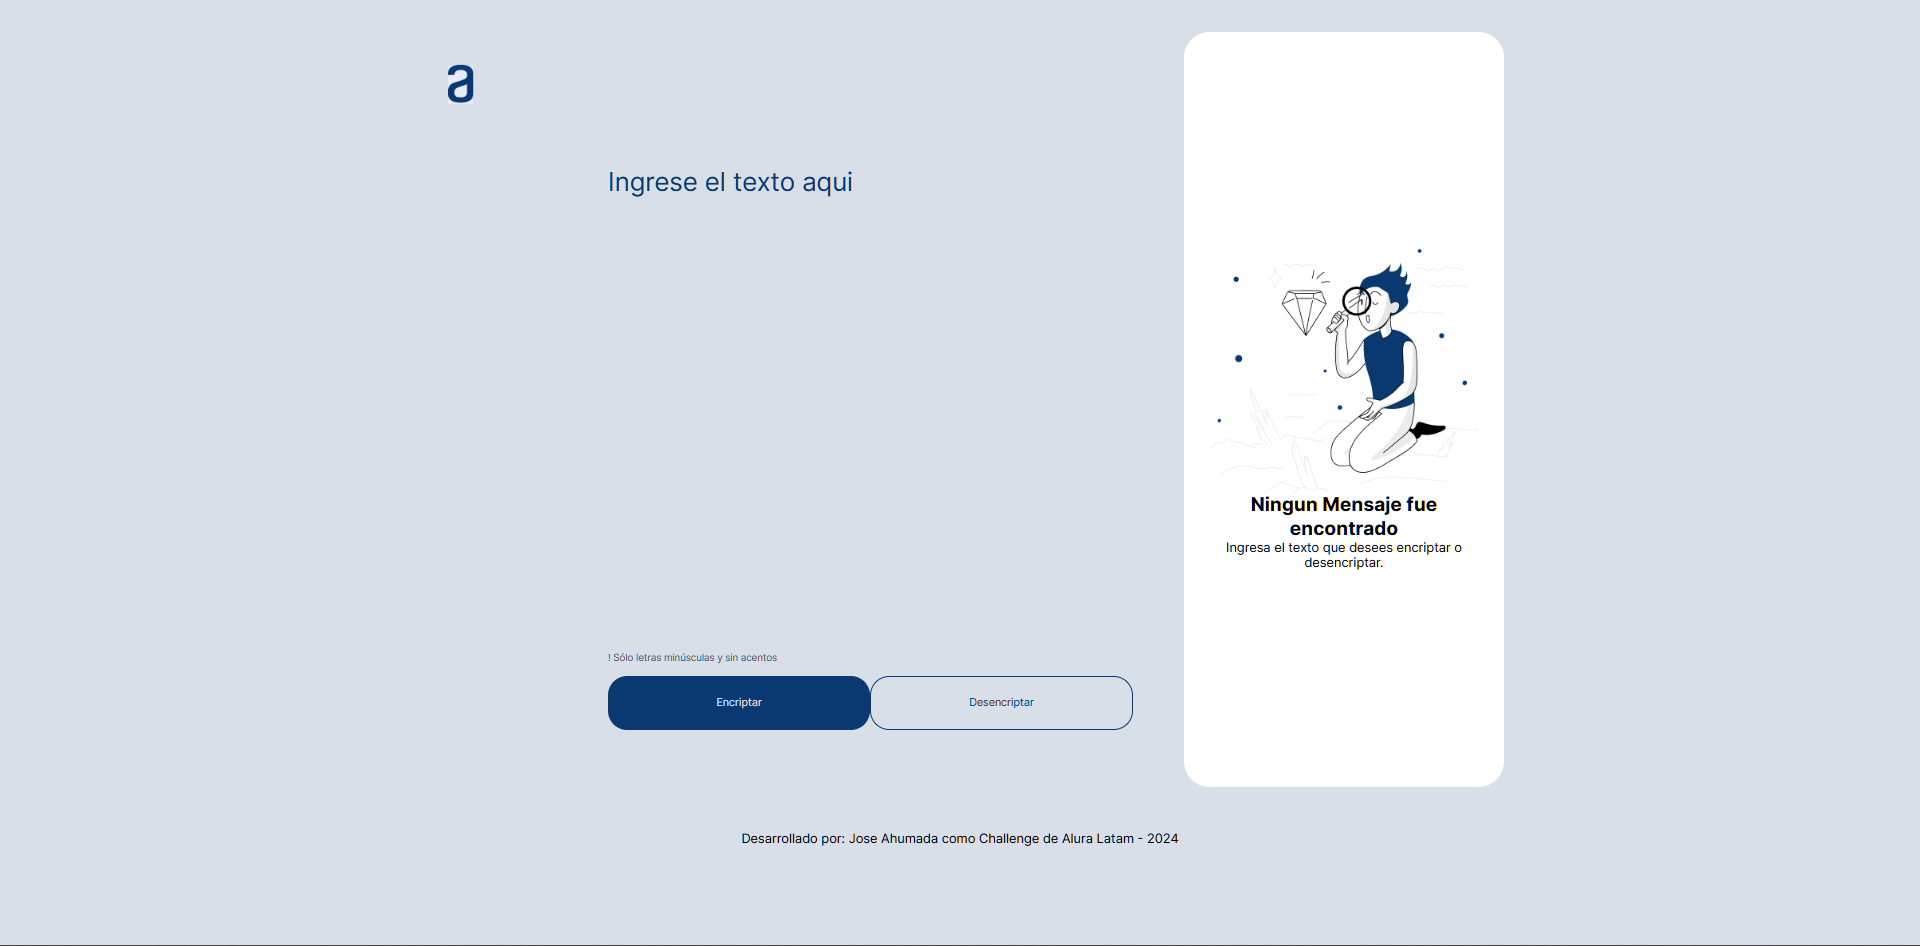 a
Ingrese el texto aqui
Ningun Mensaje fue
encontrado
Ingresa el texto que desees encriptar o
desencriptar.
! Sólo letras minúsculas y sin acentos
Encriptar
Desencriptar
Desarrollado por: Jose Ahumada como Challenge de Alura Latam - 2024